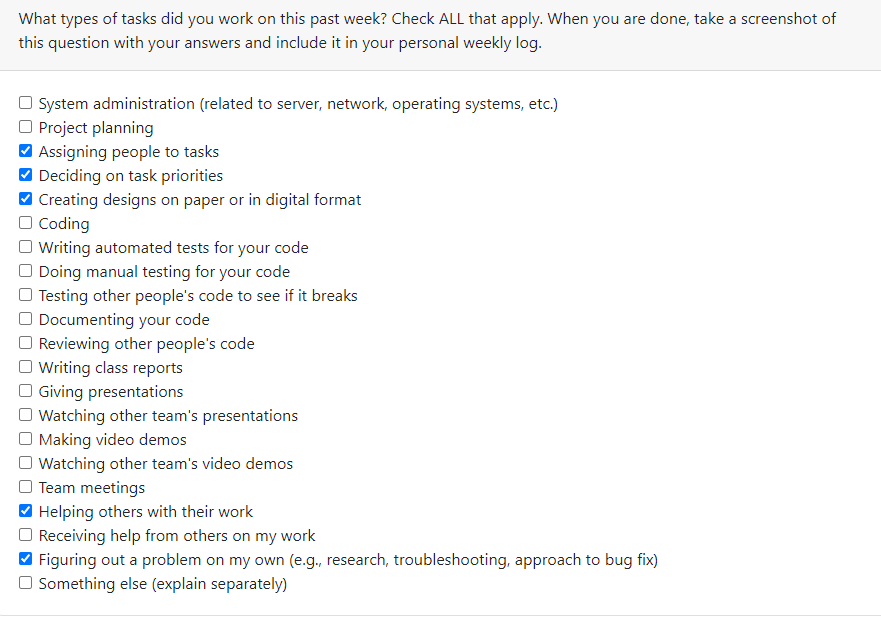 What types of tasks did you work on this past week? Check ALL that apply. When you are done, take a screenshot of
this question with your answers and include it in your personal weekly log.
System administration (related to server, network, operating systems, etc.)
Project planning
Assigning people to tasks
Deciding on task priorities
Creating designs on paper or in digital format
Coding
Writing automated tests for your code
Doing manual testing for your code
Testing other people's code to see if it breaks
Documenting your code
Reviewing other people's code
Writing class reports
Giving presentations
Watching other team's presentations
Making video demos
Watching other team's video demos
Team meetings
Helping others with their work
Receiving help from others on my work
Figuring out a problem on my own (e.g., research, troubleshooting, approach to bug fix)
Something else (explain separately)